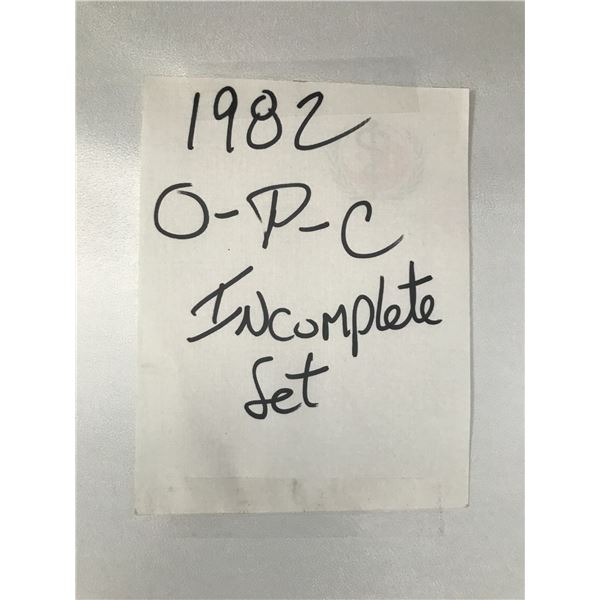 1982
O-P-C
INcomplete
Set